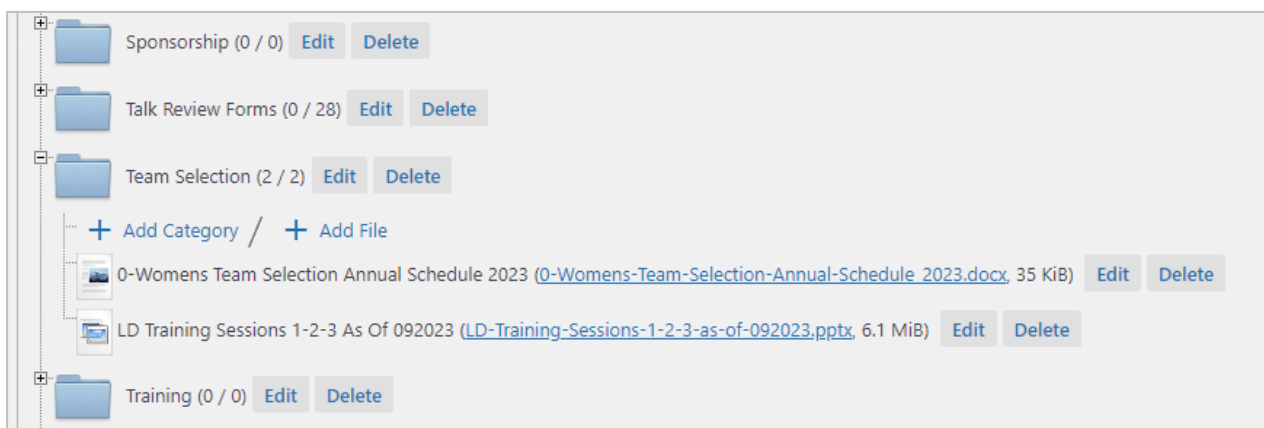 Sponsorship (0 / 0) Edit Delete
Talk Review Forms (0 / 28) Edit Delete
Team Selection (2 / 2) Edit Delete
+ Add Category / + Add File
0-Womens Team Selection Annual Schedule 2023 (0-Womens-Team-Selection-Annual-Schedule_2023.docx, 35 KiB) Edit Delete
LD Training Sessions 1-2-3 As Of 092023 (LD-Training-Sessions-1-2-3-as-of-092023.pptx, 6.1 MiB) Edit Delete
Training (0 / 0) Edit Delete